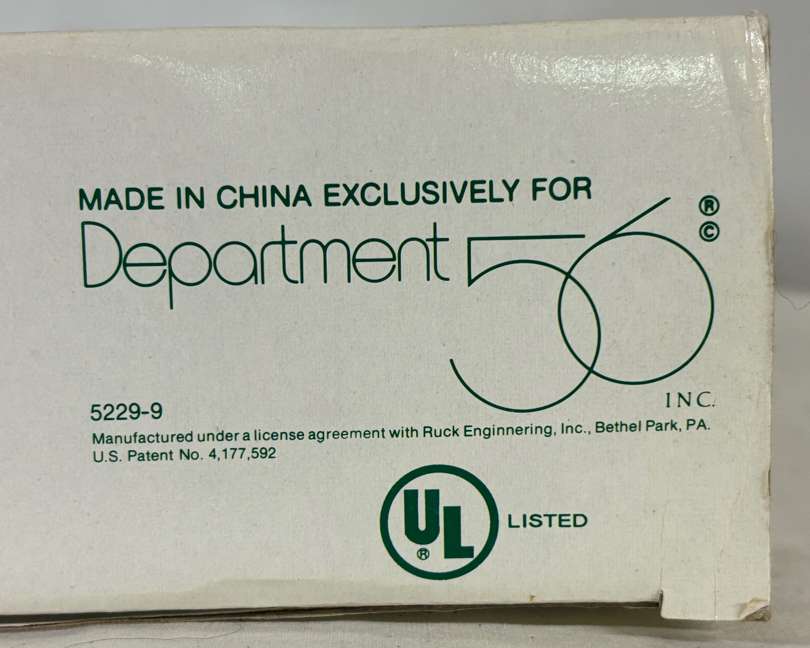 MADE IN CHINA EXCLUSIVELY FOR
Department 56 ®
©
INC.
5229-9
Manufactured under a license agreement with Ruck Enginnering, Inc., Bethel Park, PA.
U.S. Patent No. 4,177,592
UL ® LISTED